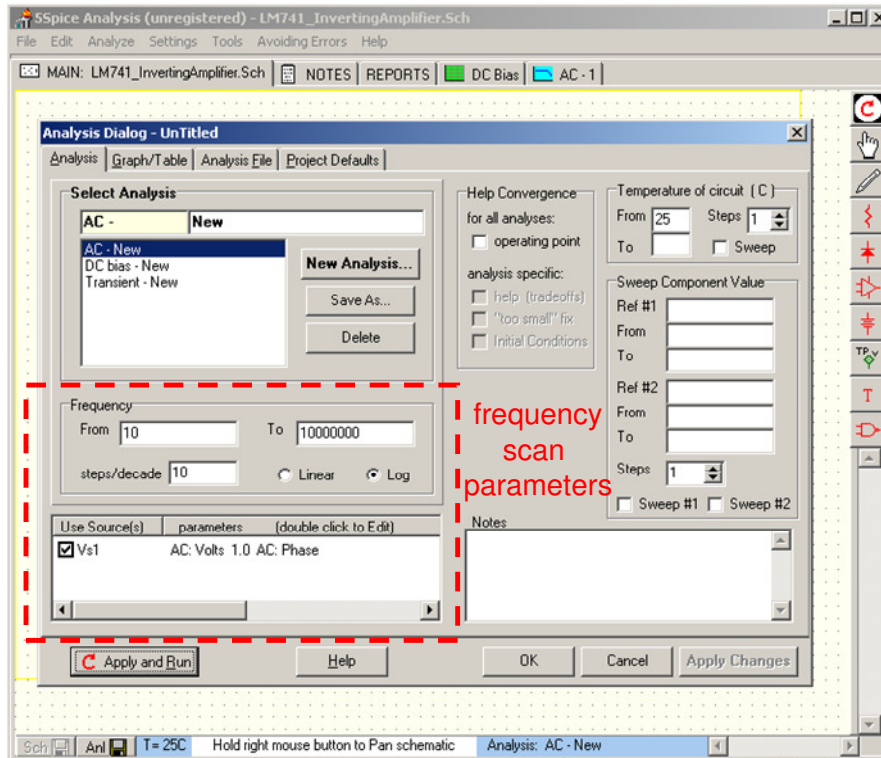 5Spice Analysis (unregistered) - LM741_InvertingAmplifier.Sch
File Edit Analyze Settings Tools Avoiding Errors Help
MAIN: LM741_InvertingAmplifier.Sch NOTES REPORTS DC Bias AC - 1
Analysis Dialog - UnTitled
Analysis Graph/Table Analysis File Project Defaults
Select Analysis
AC - New
AC - New
DC bias - New
Transient - New
New Analysis...
Save As...
Delete
Frequency
From 10 To 10000000
steps/decade 10 Linear Log
Use Source(s) parameters (double click to Edit)
Vs1 AC: Volts 1.0 AC: Phase
Help Convergence
for all analyses:
operating point
analysis specific:
help (tradeoffs)
"too small" fix
Initial Conditions
frequency
scan
parameters
Temperature of circuit ( C )
From 25 Steps 1
To Sweep
Sweep Component Value
Ref #1
From
To
Ref #2
From
To
Steps 1
Sweep #1 Sweep #2
Notes
Apply and Run Help OK Cancel Apply Changes
TP V
T
Sch Anl T= 25C Hold right mouse button to Pan schematic Analysis: AC - New